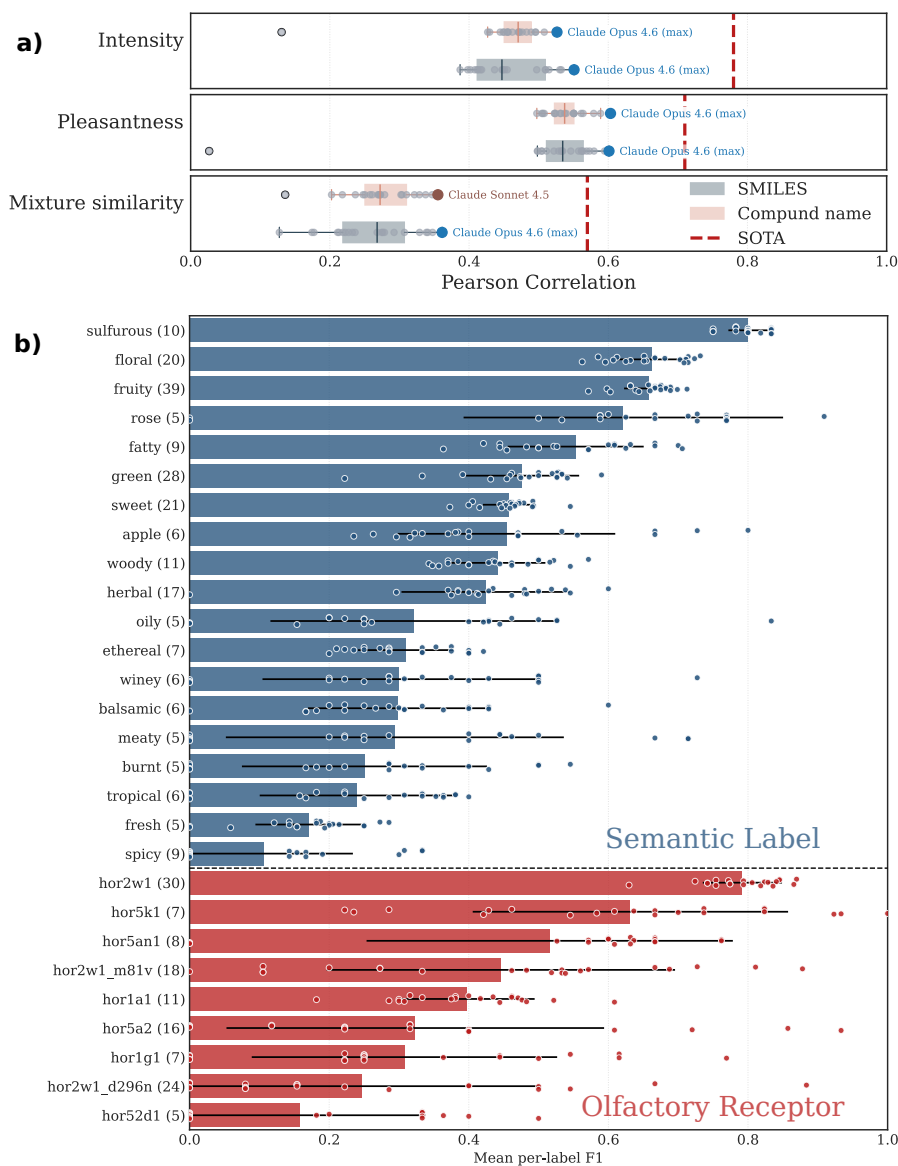 a)
Intensity
Claude Opus 4.6 (max)
Claude Opus 4.6 (max)
Pleasantness
Claude Opus 4.6 (max)
Claude Opus 4.6 (max)
Mixture similarity
Claude Sonnet 4.5
Claude Opus 4.6 (max)
SMILES
Compund name
SOTA
0.0 0.2 0.4 0.6 0.8 1.0
Pearson Correlation
b)
sulfurous (10)
floral (20)
fruity (39)
rose (5)
fatty (9)
green (28)
sweet (21)
apple (6)
woody (11)
herbal (17)
oily (5)
ethereal (7)
winey (6)
balsamic (6)
meaty (5)
burnt (5)
tropical (6)
fresh (5)
spicy (9)
Semantic Label
hor2w1 (30)
hor5k1 (7)
hor5an1 (8)
hor2w1_m81v (18)
hor1a1 (11)
hor5a2 (16)
hor1g1 (7)
hor2w1_d296n (24)
hor52d1 (5)
Olfactory Receptor
0.0 0.2 0.4 0.6 0.8 1.0
Mean per-label F1